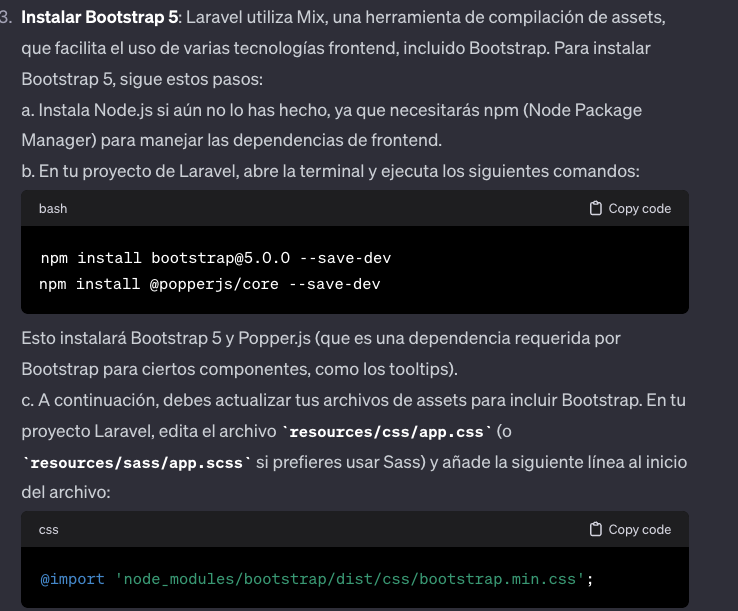 3. Instalar Bootstrap 5: Laravel utiliza Mix, una herramienta de compilación de assets,
que facilita el uso de varias tecnologías frontend, incluido Bootstrap. Para instalar
Bootstrap 5, sigue estos pasos:
a. Instala Node.js si aún no lo has hecho, ya que necesitarás npm (Node Package
Manager) para manejar las dependencias de frontend.
b. En tu proyecto de Laravel, abre la terminal y ejecuta los siguientes comandos:
bash Copy code
npm install bootstrap@5.0.0 --save-dev
npm install @popperjs/core --save-dev
Esto instalará Bootstrap 5 y Popper.js (que es una dependencia requerida por
Bootstrap para ciertos componentes, como los tooltips).
c. A continuación, debes actualizar tus archivos de assets para incluir Bootstrap. En tu
proyecto Laravel, edita el archivo `resources/css/app.css` (o
`resources/sass/app.scss` si prefieres usar Sass) y añade la siguiente línea al inicio
del archivo:
css Copy code
@import 'node_modules/bootstrap/dist/css/bootstrap.min.css';